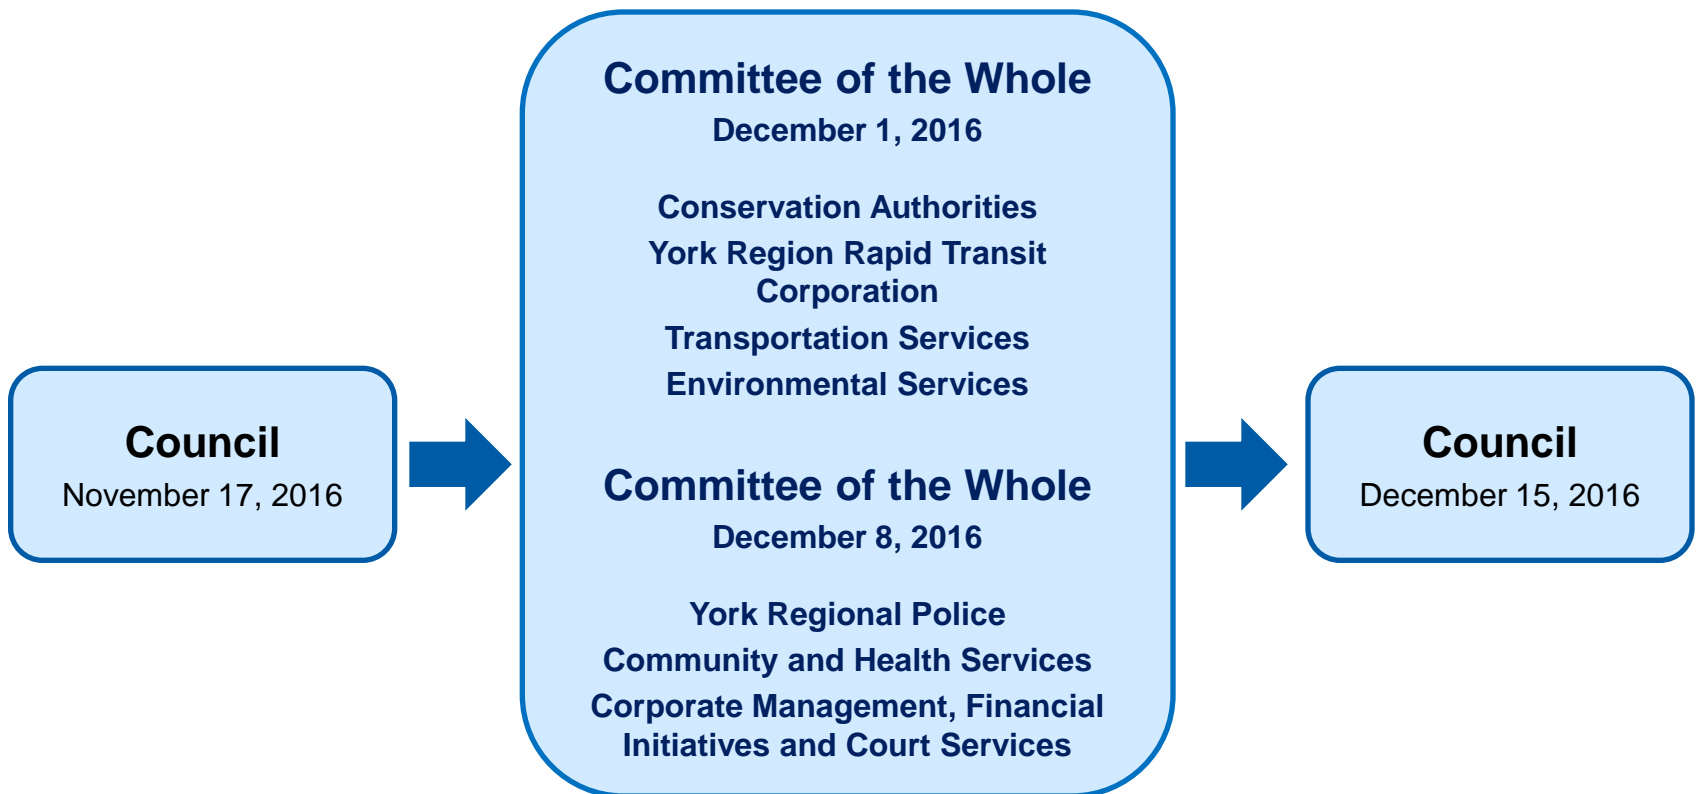 Council
November 17, 2016
Committee of the Whole
December 1, 2016
Conservation Authorities
York Region Rapid Transit
Corporation
Transportation Services
Environmental Services
Committee of the Whole
December 8, 2016
York Regional Police
Community and Health Services
Corporate Management, Financial
Initiatives and Court Services
Council
December 15, 2016